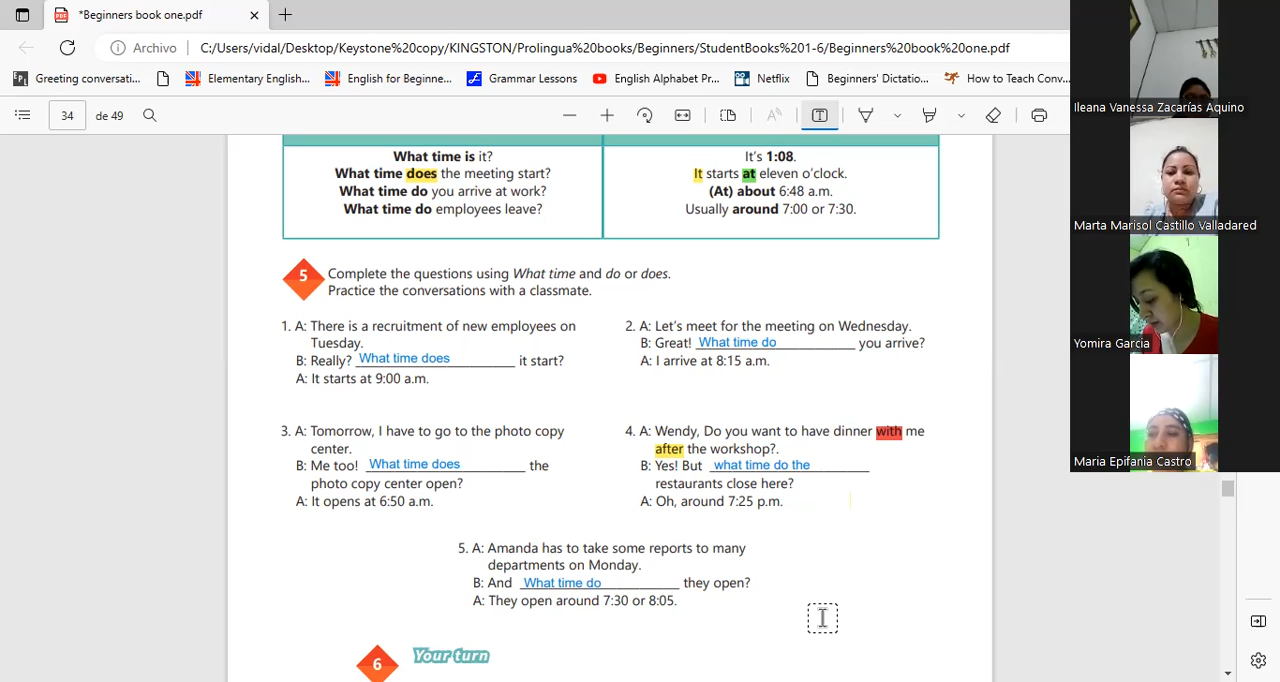 *Beginners book one.pdf
Archivo
C:/Users/vidal/Desktop/Keystone%20copy/KINGSTON/Prolingua%20books/Beginners/StudentBooks%201-6/Beginners%20book%20one.pdf
Greeting conversati...
Elementary English...
English for Beginne...
Grammar Lessons
English Alphabet Pr...
Netflix
Beginners' Dictatio...
How to Teach Conv...
34 de 49
What time is it?
What time does the meeting start?
What time do you arrive at work?
What time do employees leave?
It's 1:08.
It starts at eleven o'clock.
(At) about 6:48 a.m.
Usually around 7:00 or 7:30.
5 Complete the questions using What time and do or does.
Practice the conversations with a classmate.
1. A: There is a recruitment of new employees on
Tuesday.
B: Really? What time does it start?
A: It starts at 9:00 a.m.
2. A: Let's meet for the meeting on Wednesday.
B: Great! What time do you arrive?
A: I arrive at 8:15 a.m.
3. A: Tomorrow, I have to go to the photo copy
center.
B: Me too! What time does the
photo copy center open?
A: It opens at 6:50 a.m.
4. A: Wendy, Do you want to have dinner with me
after the workshop?.
B: Yes! But what time do the
restaurants close here?
A: Oh, around 7:25 p.m.
5. A: Amanda has to take some reports to many
departments on Monday.
B: And What time do they open?
A: They open around 7:30 or 8:05.
6 Your turn
Ileana Vanessa Zacarías Aquino
Marta Marisol Castillo Valladared
Yomira Garcia
Maria Epifania Castro